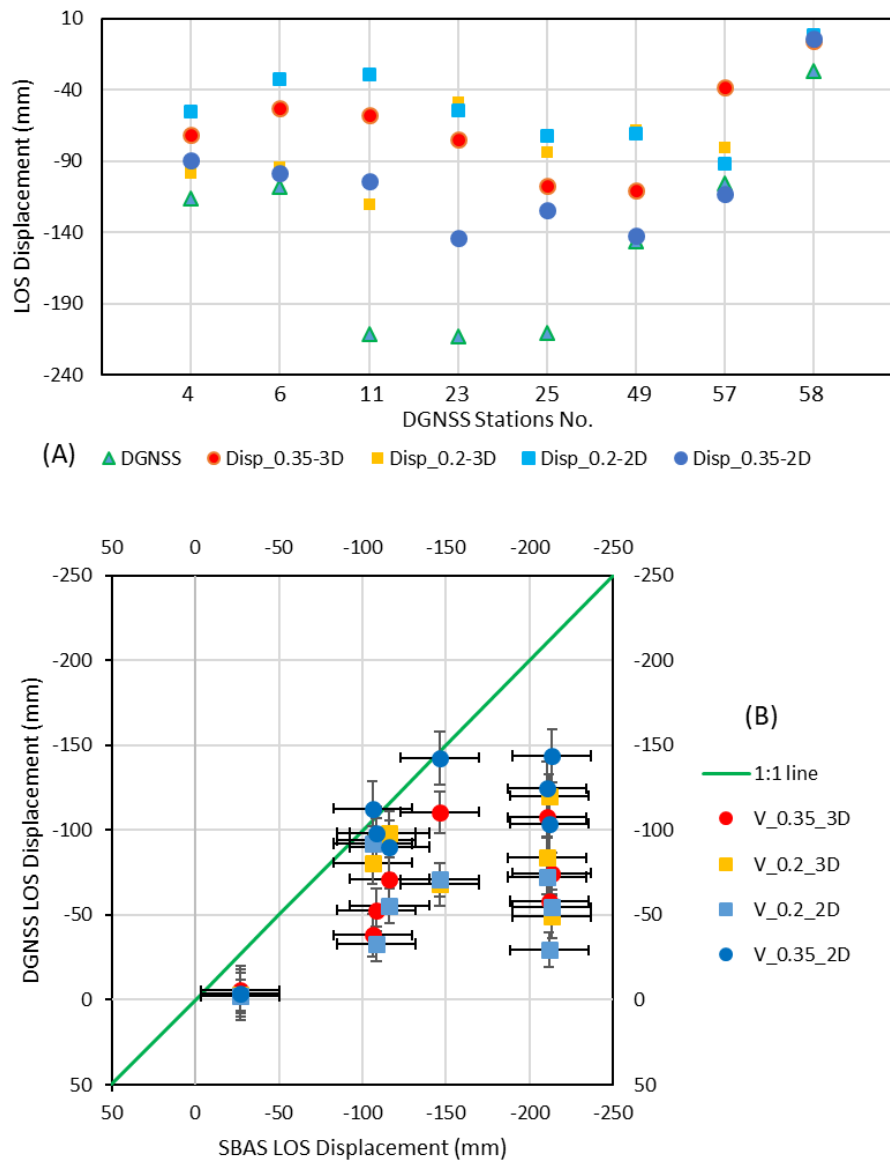 10
-40
-90
-140
-190
-240
LOS Displacement (mm)
4 6 11 23 25 49 57 58
DGNSS Stations No.
(A) DGNSS Disp_0.35-3D Disp_0.2-3D Disp_0.2-2D Disp_0.35-2D
50 0 -50 -100 -150 -200 -250
-250 -250
-200 -200
-150 -150
-100 -100
-50 -50
0 0
50 50
DGNSS LOS Displacement (mm)
50 0 -50 -100 -150 -200 -250
SBAS LOS Displacement (mm)
(B)
1:1 line
V_0.35_3D
V_0.2_3D
V_0.2_2D
V_0.35_2D